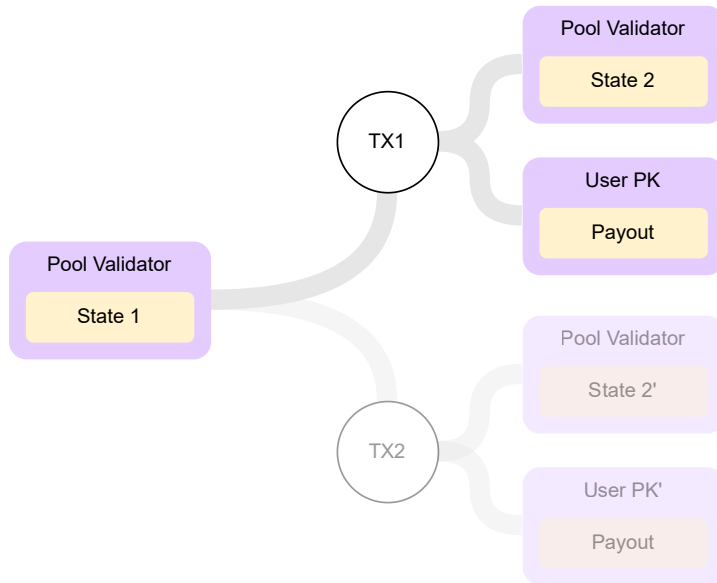 Pool Validator
State 1
TX1
Pool Validator
State 2
User PK
Payout
TX2
Pool Validator
State 2'
User PK'
Payout